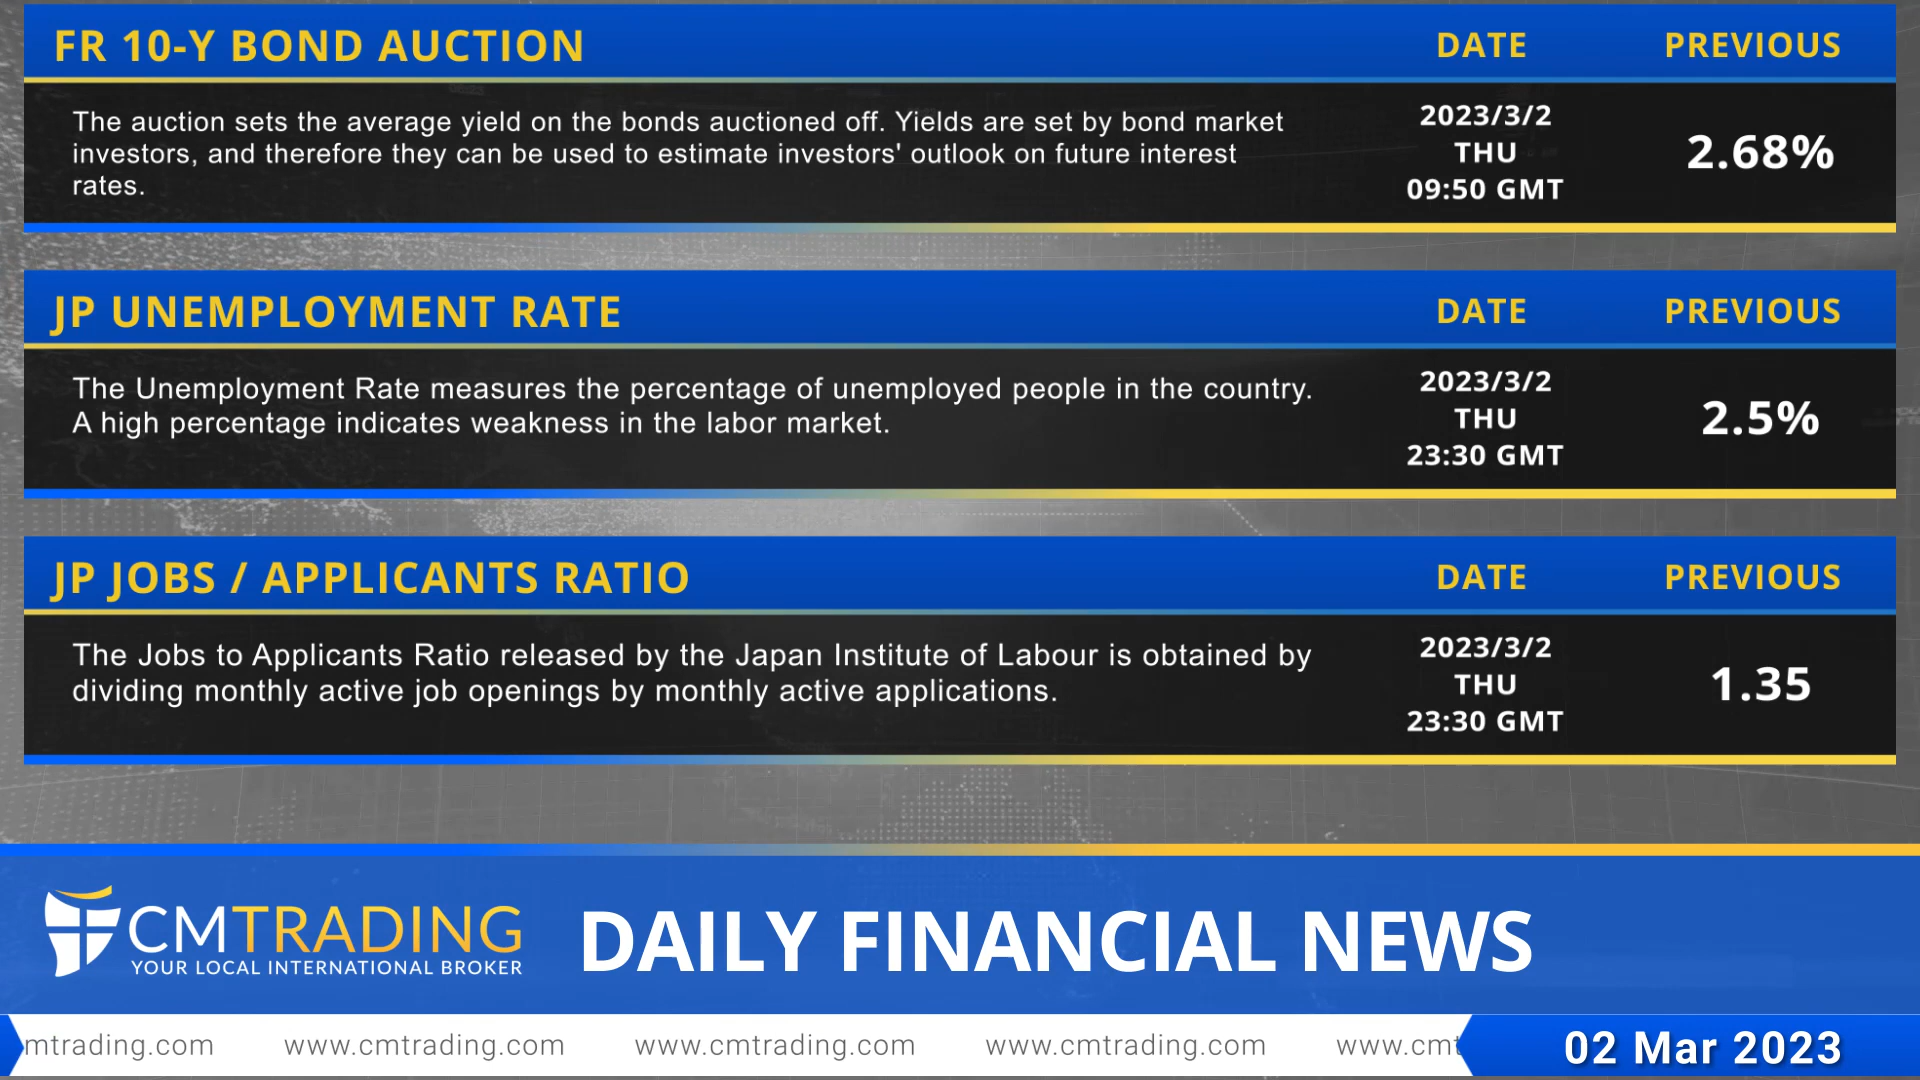 FR 10-Y BOND AUCTION
DATE
PREVIOUS
The auction sets the average yield on the bonds auctioned off. Yields are set by bond market
investors, and therefore they can be used to estimate investors' outlook on future interest
rates.
2023/3/2
THU
09:50 GMT
2.68%
JP UNEMPLOYMENT RATE
DATE
PREVIOUS
The Unemployment Rate measures the percentage of unemployed people in the country.
A high percentage indicates weakness in the labor market.
2023/3/2
THU
23:30 GMT
2.5%
JP JOBS / APPLICANTS RATIO
DATE
PREVIOUS
The Jobs to Applicants Ratio released by the Japan Institute of Labour is obtained by
dividing monthly active job openings by monthly active applications.
2023/3/2
THU
23:30 GMT
1.35
CMTRADING
YOUR LOCAL INTERNATIONAL BROKER
DAILY FINANCIAL NEWS
mtrading.com www.cmtrading.com www.cmtrading.com www.cmtrading.com www.cmt
02 Mar 2023